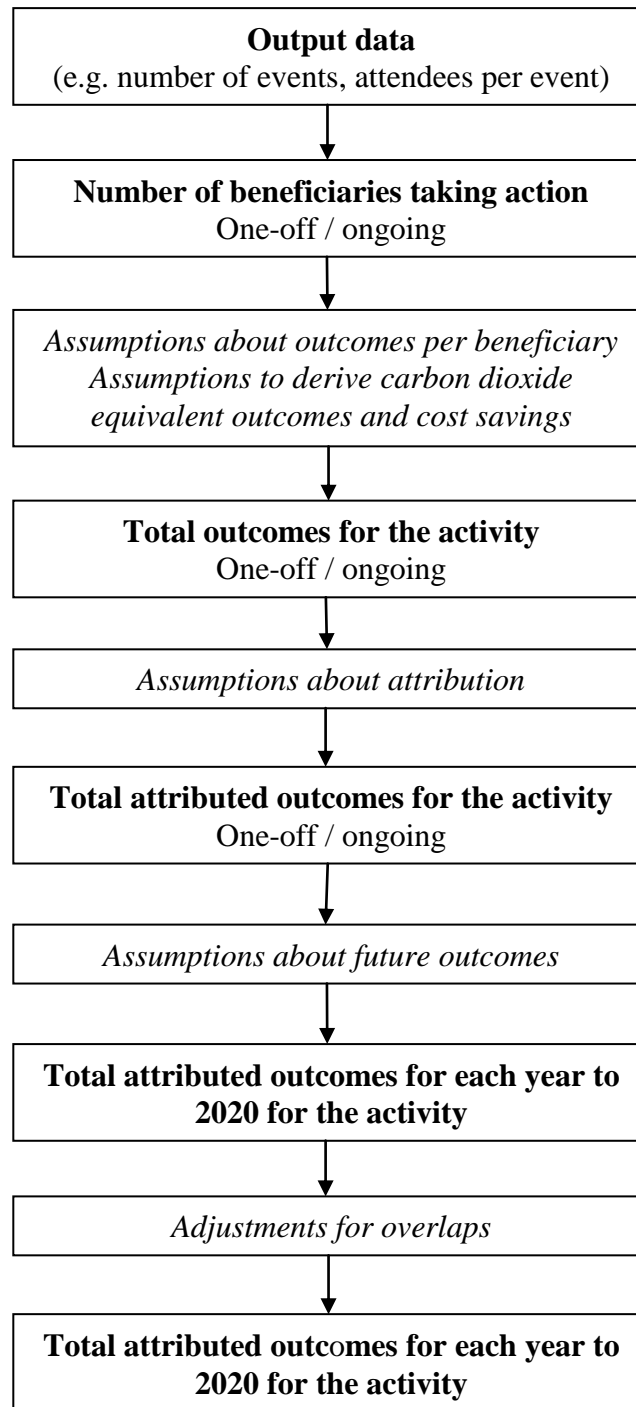 Output data
(e.g. number of events, attendees per event)
Number of beneficiaries taking action
One-off / ongoing
Assumptions about outcomes per beneficiary
Assumptions to derive carbon dioxide
equivalent outcomes and cost savings
Total outcomes for the activity
One-off / ongoing
Assumptions about attribution
Total attributed outcomes for the activity
One-off / ongoing
Assumptions about future outcomes
Total attributed outcomes for each year to
2020 for the activity
Adjustments for overlaps
Total attributed outcomes for each year to
2020 for the activity